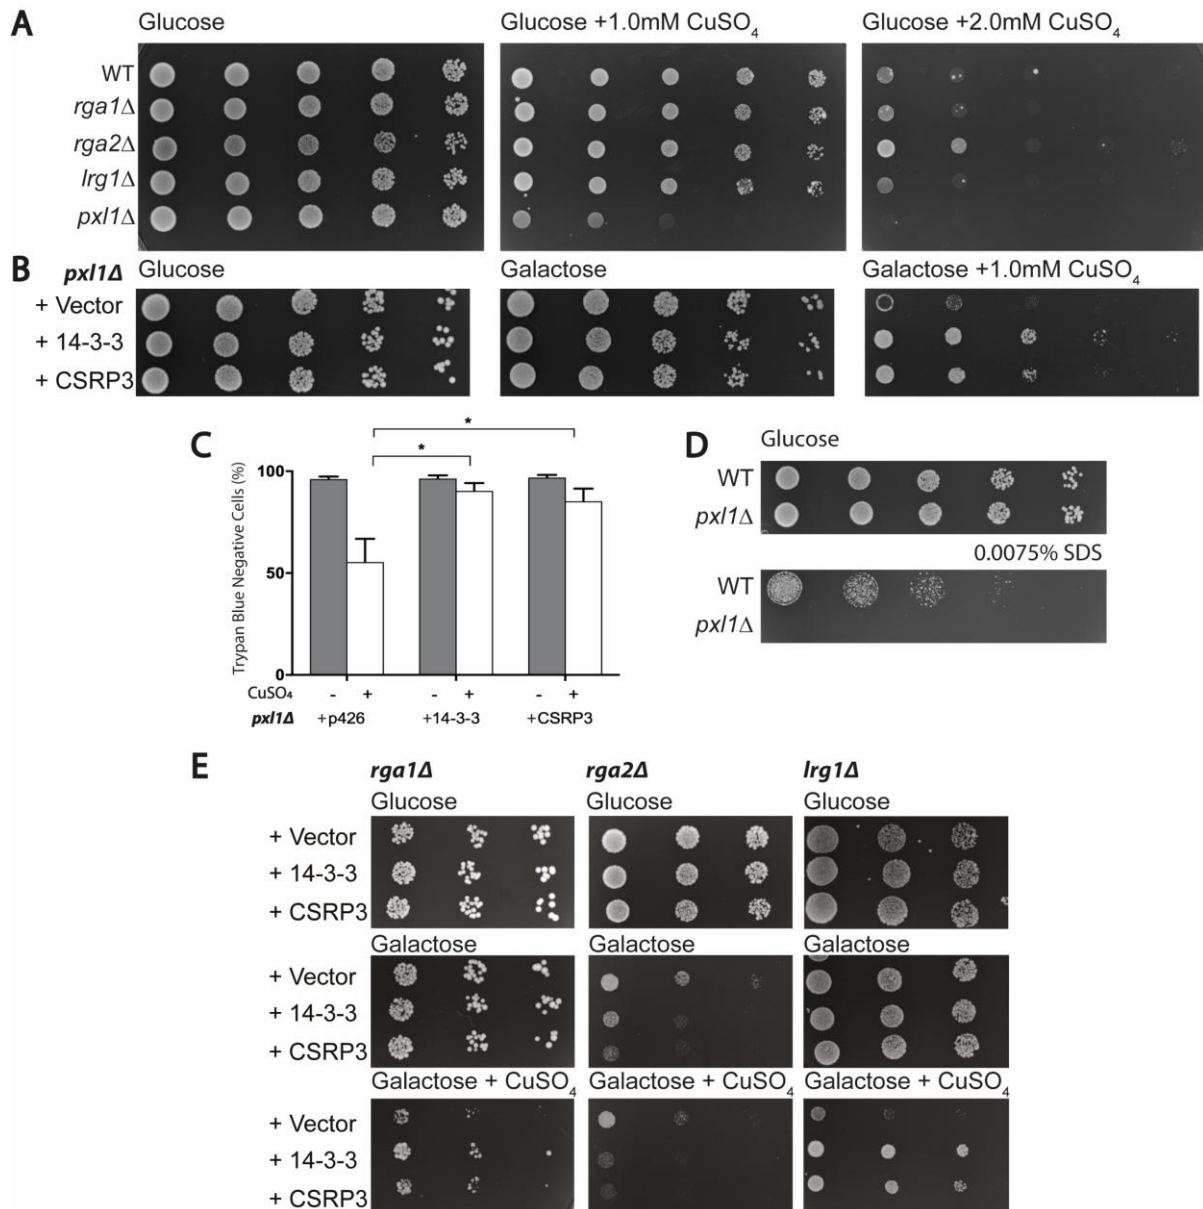 A
Glucose
Glucose +1.0mM CuSO₄
Glucose +2.0mM CuSO₄
WT
rga1Δ
rga2Δ
lrg1Δ
pxl1Δ
B
pxl1Δ
Glucose
Galactose
Galactose +1.0mM CuSO₄
+ Vector
+ 14-3-3
+ CSRP3
C
Trypan Blue Negative Cells (%)
100
50
0
*
*
CuSO₄ - + - + - +
pxl1Δ +p426 +14-3-3 +CSRP3
D
Glucose
WT
pxl1Δ
0.0075% SDS
WT
pxl1Δ
E
rga1Δ rga2Δ lrg1Δ
Glucose Glucose Glucose
+ Vector
+ 14-3-3
+ CSRP3
Galactose Galactose Galactose
+ Vector
+ 14-3-3
+ CSRP3
Galactose + CuSO₄ Galactose + CuSO₄ Galactose + CuSO₄
+ Vector
+ 14-3-3
+ CSRP3